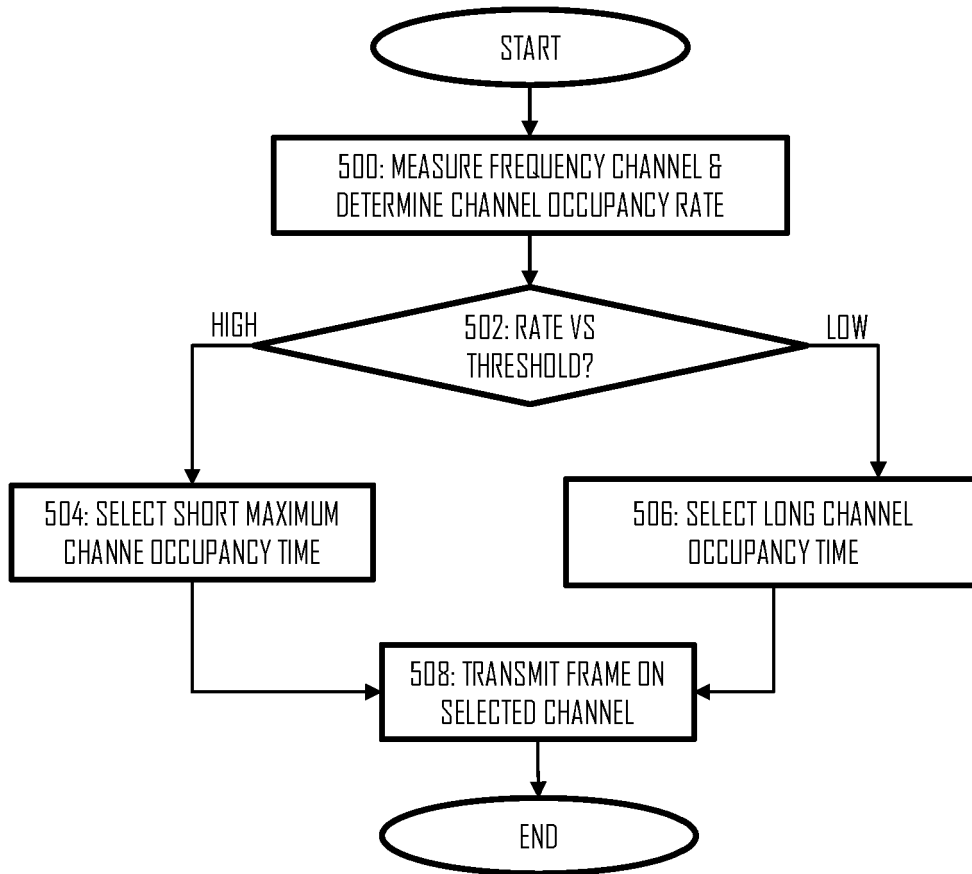 START
500: MEASURE FREQUENCY CHANNEL &
DETERMINE CHANNEL OCCUPANCY RATE
502: RATE VS
THRESHOLD?
HIGH
LOW
504: SELECT SHORT MAXIMUM
CHANNE OCCUPANCY TIME
506: SELECT LONG CHANNEL
OCCUPANCY TIME
508: TRANSMIT FRAME ON
SELECTED CHANNEL
END